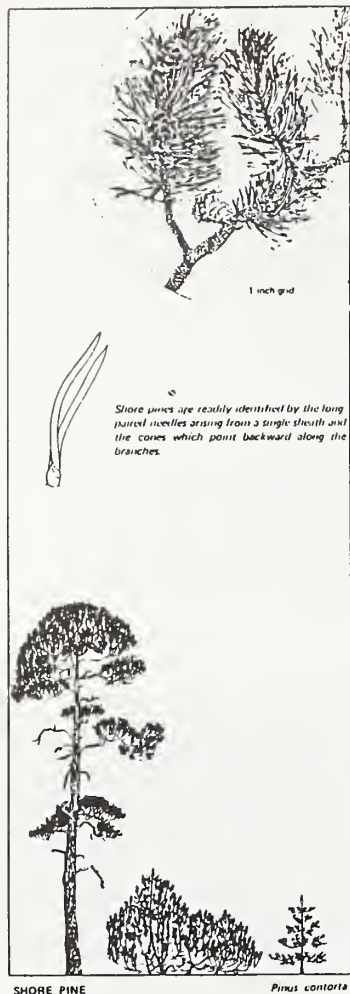 1 inch grid
Shore pines are readily identified by the long
paired needles arising from a single sheath and
the cones which point backward along the
branches.
SHORE PINE Pinus contorta